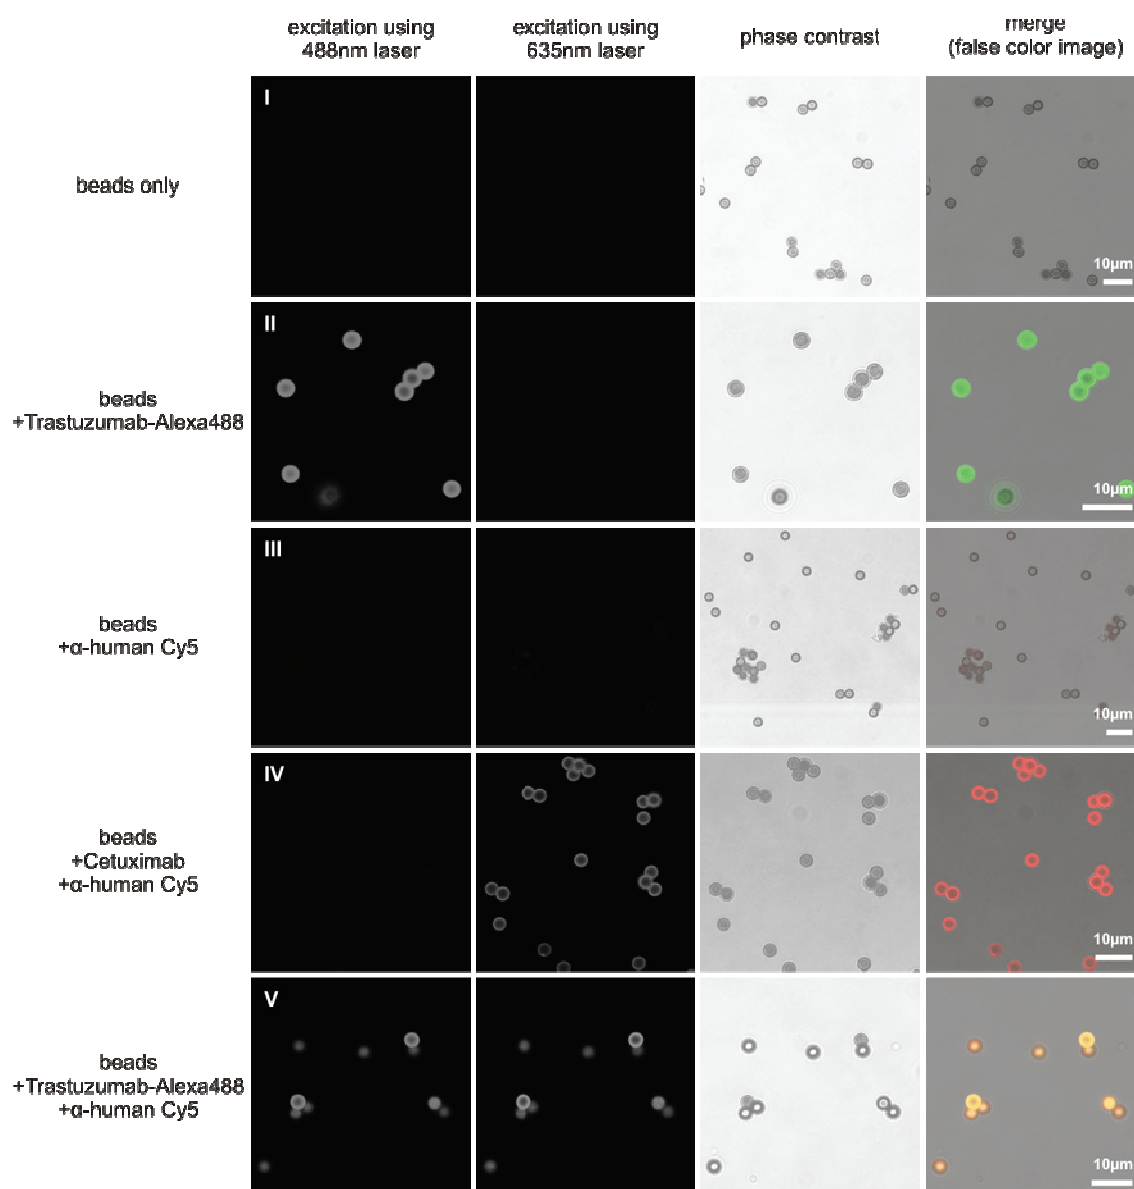 excitation using
488nm laser
excitation using
635nm laser
phase contrast
merge
(false color image)
I
beads only
10µm
II
beads
+Trastuzumab-Alexa488
10µm
III
beads
+α-human Cy5
10µm
IV
beads
+Cetuximab
+α-human Cy5
10µm
V
beads
+Trastuzumab-Alexa488
+α-human Cy5
10µm